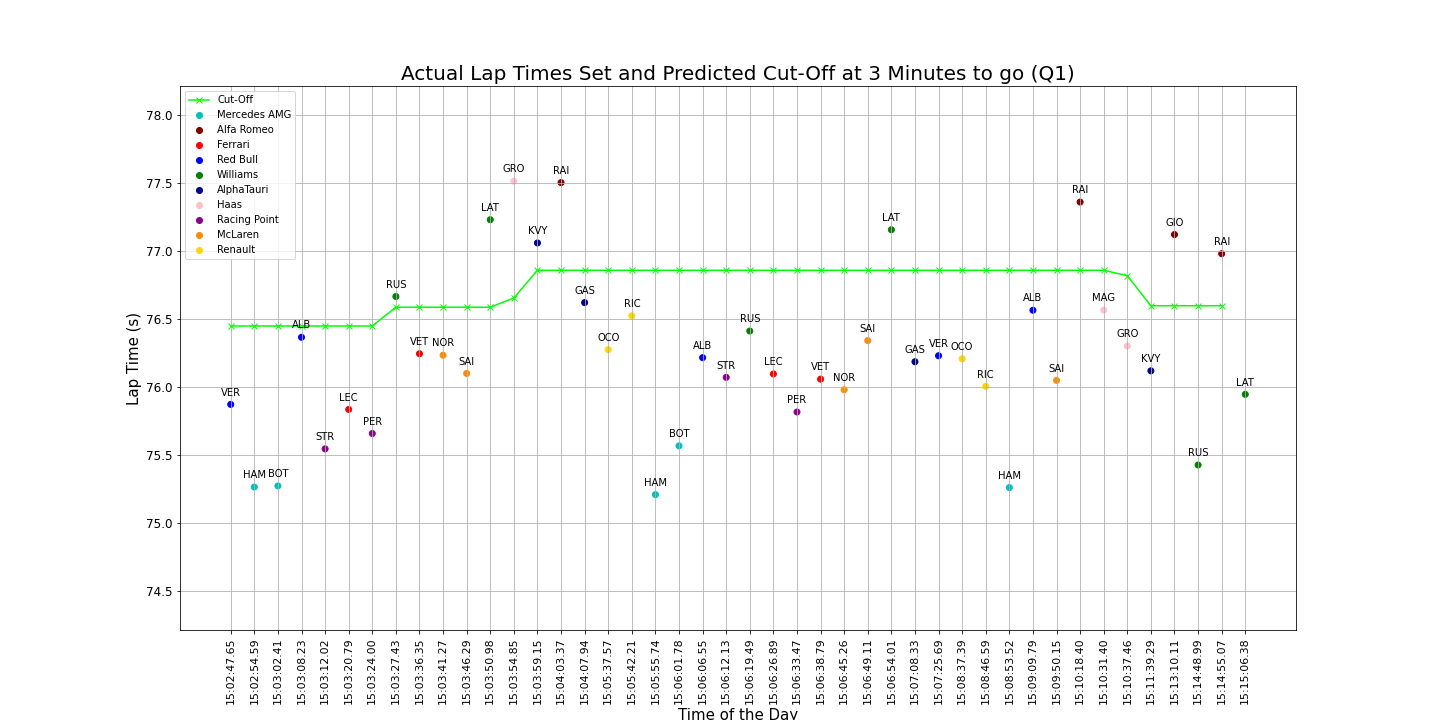 Actual Lap Times Set and Predicted Cut-Off at 3 Minutes to go (Q1)
Cut-Off
Mercedes AMG
Alfa Romeo
Ferrari
Red Bull
Williams
AlphaTauri
Haas
Racing Point
McLaren
Renault
Lap Time (s)
78.0
77.5
77.0
76.5
76.0
75.5
75.0
74.5
VER
HAM
BOT
ALB
STR
LEC
PER
RUS
VET
NOR
SAI
LAT
GRO
KVY
RAI
GAS
OCO
RIC
HAM
BOT
ALB
STR
RUS
LEC
PER
VET
NOR
SAI
LAT
GAS
VER
OCO
RIC
HAM
ALB
SAI
RAI
MAG
GRO
KVY
GIO
RUS
RAI
LAT
15:02:47.65
15:02:54.59
15:03:02.41
15:03:08.23
15:03:12.02
15:03:20.79
15:03:24.00
15:03:27.43
15:03:36.35
15:03:41.27
15:03:46.29
15:03:50.98
15:03:54.85
15:03:59.15
15:04:03.37
15:04:07.94
15:05:37.57
15:05:42.21
15:05:55.74
15:06:01.78
15:06:06.55
15:06:12.13
15:06:19.49
15:06:26.89
15:06:33.47
15:06:38.79
15:06:45.26
15:06:49.11
15:06:54.01
15:07:08.33
15:07:25.69
15:08:37.39
15:08:46.59
15:08:53.52
15:09:09.79
15:09:50.15
15:10:18.40
15:10:31.40
15:10:37.46
15:11:39.29
15:13:10.11
15:14:48.99
15:14:55.07
15:15:06.38
Time of the Day